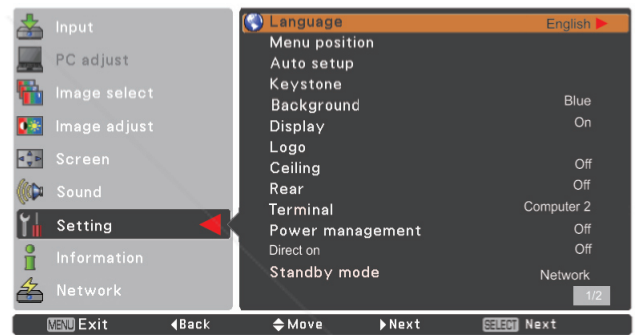 Input
PC adjust
Image select
Image adjust
Screen
Sound
Setting
Information
Network
Language English
Menu position
Auto setup
Keystone
Background Blue
Display On
Logo
Ceiling Off
Rear Off
Terminal Computer 2
Power management Off
Direct on Off
Standby mode Network
1/2
MENU Exit Back Move Next SELECT Next